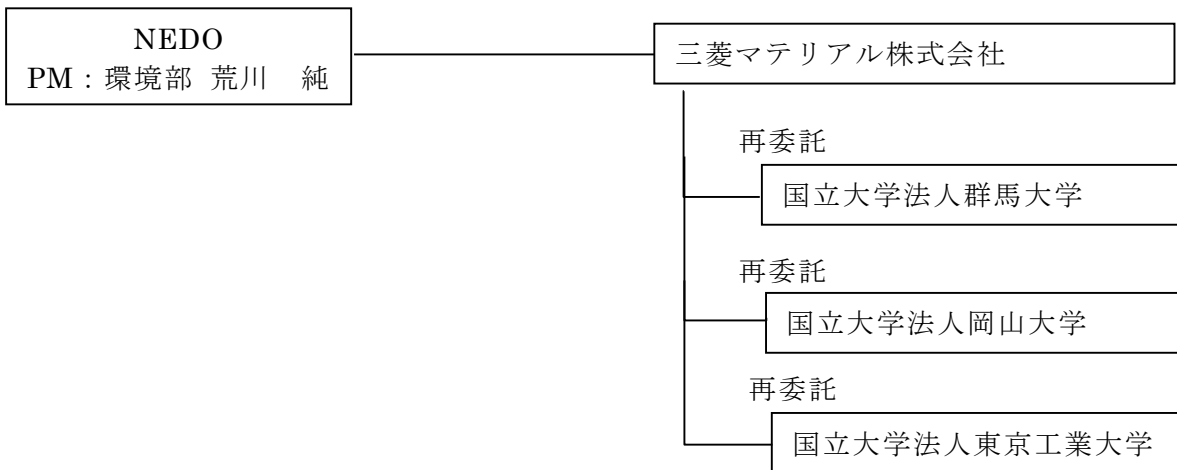 NEDO
PM：環境部 荒川　純
三菱マテリアル株式会社
再委託
国立大学法人群馬大学
再委託
国立大学法人岡山大学
再委託
国立大学法人東京工業大学